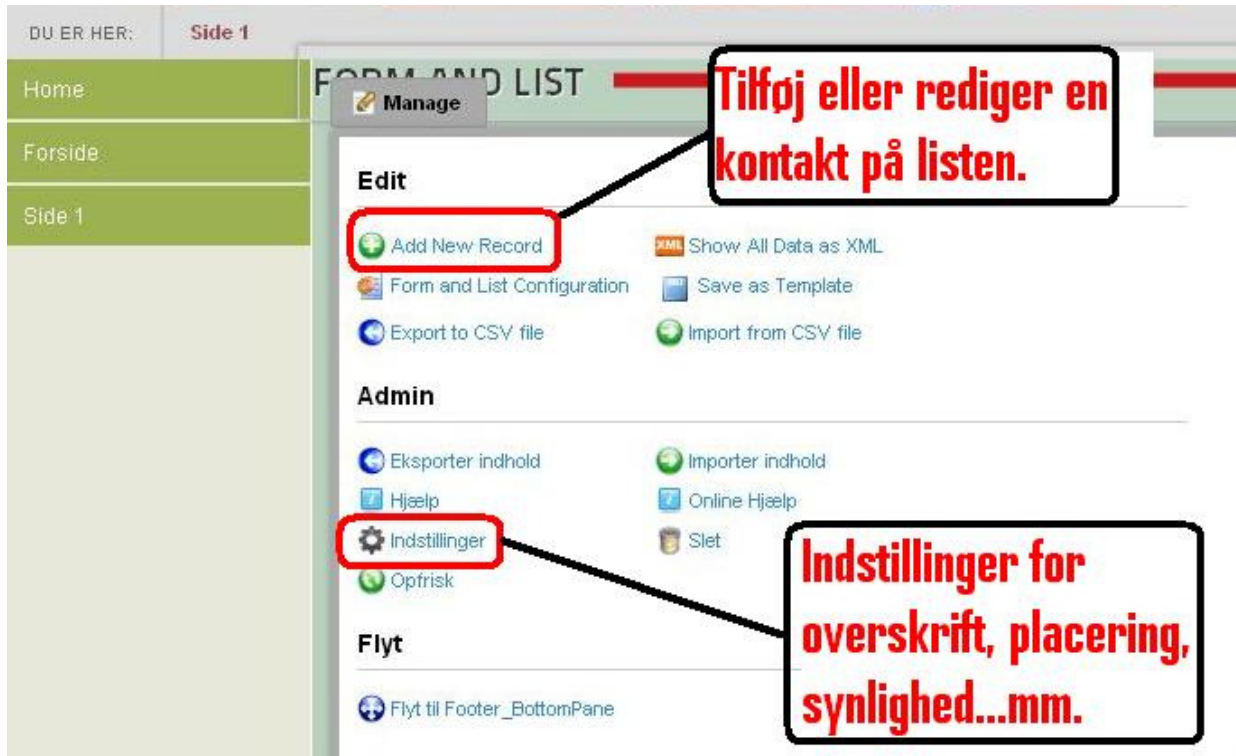 DU ER HER: Side 1
Home
Forside
Side 1
FORM AND LIST
Manage
Tilføj eller rediger en
kontakt på listen.
Edit
Add New Record
XML Show All Data as XML
Form and List Configuration
Save as Template
Export to CSV file
Import from CSV file
Admin
Eksporter indhold
Importer indhold
Hjælp
Online Hjælp
Indstillinger
Slet
Opfrisk
Indstillinger for
overskrift, placering,
synlighed...mm.
Flyt
Flyt til Footer_BottomPane